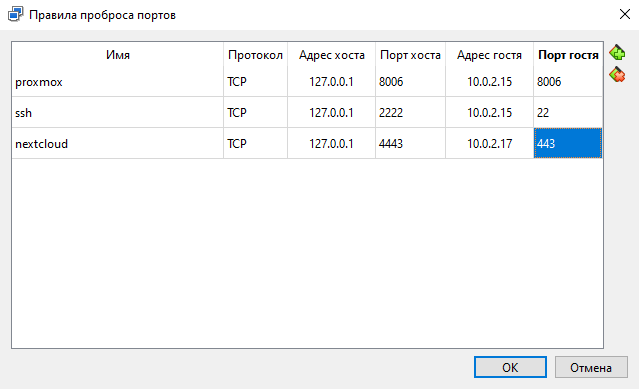 Правила проброса портов
Имя Протокол Адрес хоста Порт хоста Адрес гостя Порт гостя
proxmox TCP 127.0.0.1 8006 10.0.2.15 8006
ssh TCP 127.0.0.1 2222 10.0.2.15 22
nextcloud TCP 127.0.0.1 4443 10.0.2.17 443
OK Отмена